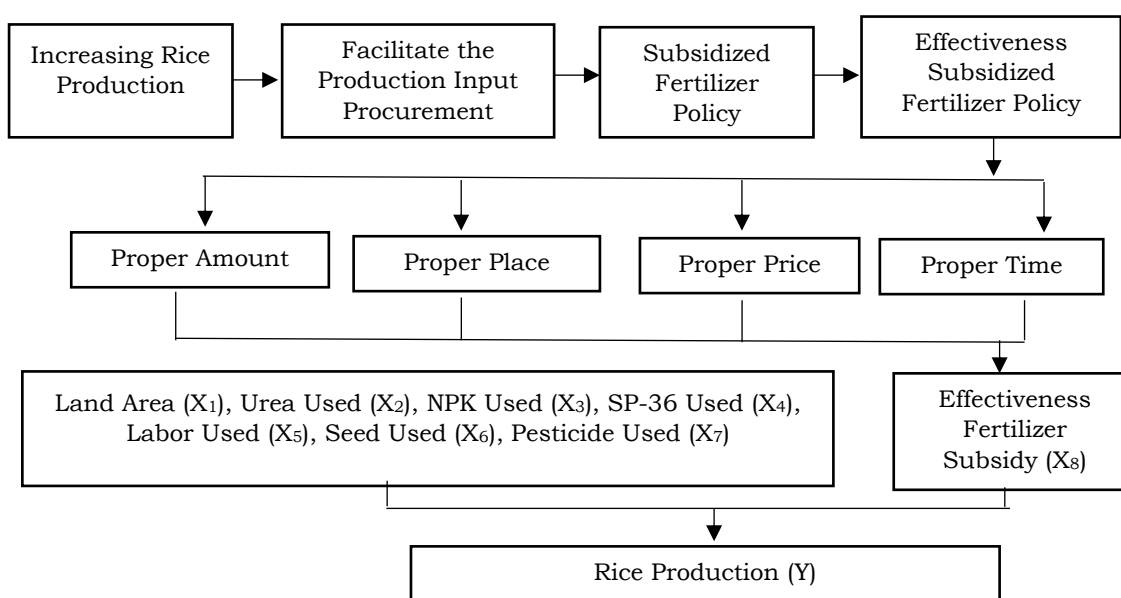 Increasing Rice
Production
Facilitate the
Production Input
Procurement
Subsidized
Fertilizer
Policy
Effectiveness
Subsidized
Fertilizer Policy
Proper Amount
Proper Place
Proper Price
Proper Time
Land Area (X₁), Urea Used (X₂), NPK Used (X₃), SP-36 Used (X₄),
Labor Used (X₅), Seed Used (X₆), Pesticide Used (X₇)
Effectiveness
Fertilizer
Subsidy (X₈)
Rice Production (Y)